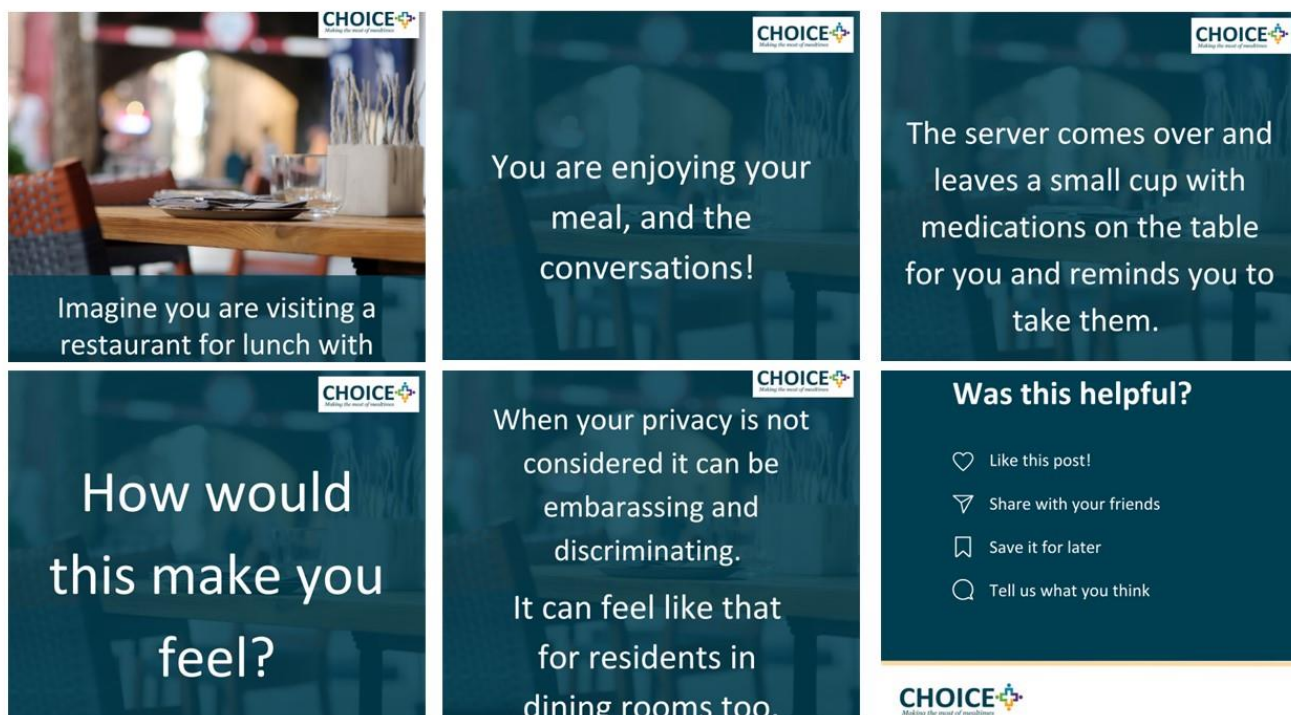 CHOICE
Making the most of mealtimes
Imagine you are visiting a
restaurant for lunch with
CHOICE
Making the most of mealtimes
You are enjoying your
meal, and the
conversations!
CHOICE
Making the most of mealtimes
The server comes over and
leaves a small cup with
medications on the table
for you and reminds you to
take them.
CHOICE
Making the most of mealtimes
How would
this make you
feel?
CHOICE
Making the most of mealtimes
When your privacy is not
considered it can be
embarassing and
discriminating.
It can feel like that
for residents in
dining rooms too.
Was this helpful?
Like this post!
Share with your friends
Save it for later
Tell us what you think
CHOICE
Making the most of mealtimes